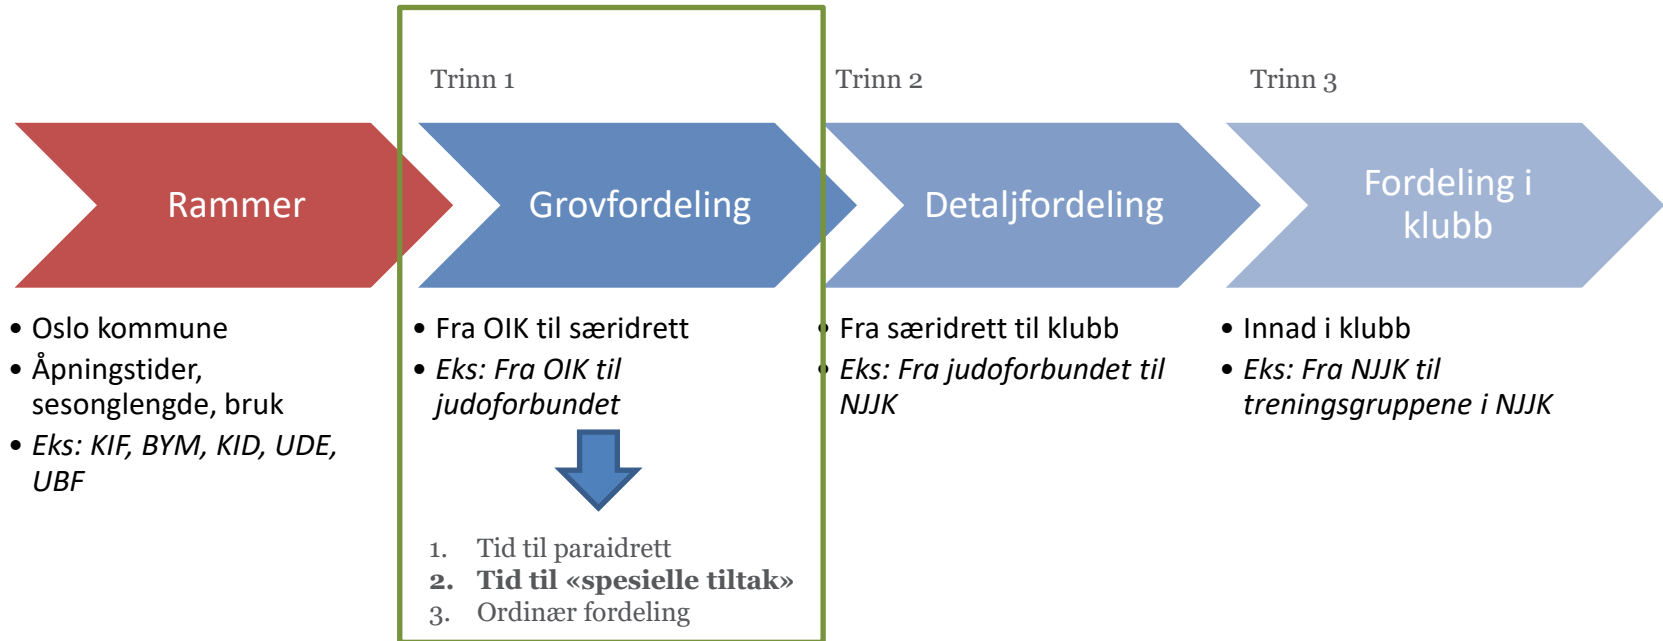 Trinn 1
Trinn 2
Trinn 3
Rammer
Grovfordeling
Detaljfordeling
Fordeling i
klubb
• Oslo kommune
• Åpningstider,
sesonglengde, bruk
• Eks: KIF, BYM, KID, UDE,
UBF
• Fra OIK til særidrett
• Eks: Fra OIK til
judoforbundet
• Fra særidrett til klubb
• Eks: Fra judoforbundet til
NJJK
• Innad i klubb
• Eks: Fra NJJK til
treningsgruppene i NJJK
1. Tid til paraidrett
2. Tid til «spesielle tiltak»
3. Ordinær fordeling